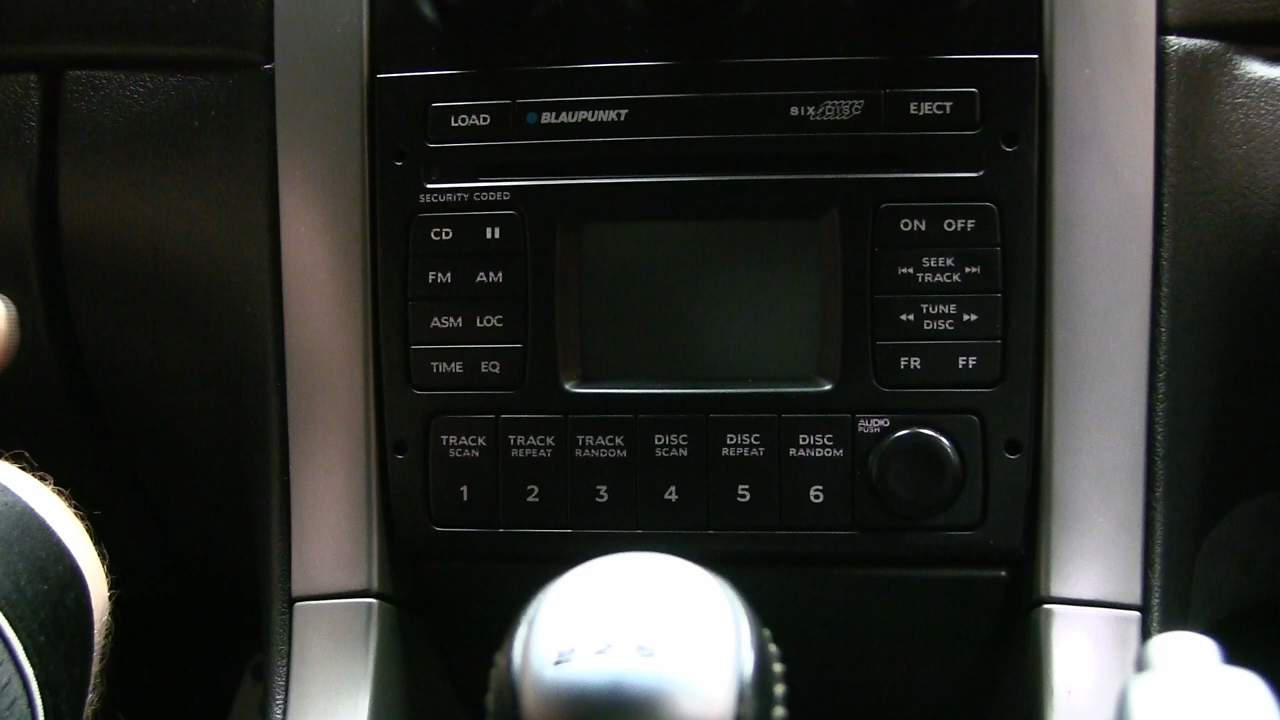 LOAD BLAUPUNKT SIX DISC EJECT
SECURITY CODED
CD ON OFF
FM AM SEEK TRACK
ASM LOC TUNE DISC
TIME EQ FR FF
TRACK SCAN 1
TRACK REPEAT 2
TRACK RANDOM 3
DISC SCAN 4
DISC REPEAT 5
DISC RANDOM 6
AUDIO
PUSH